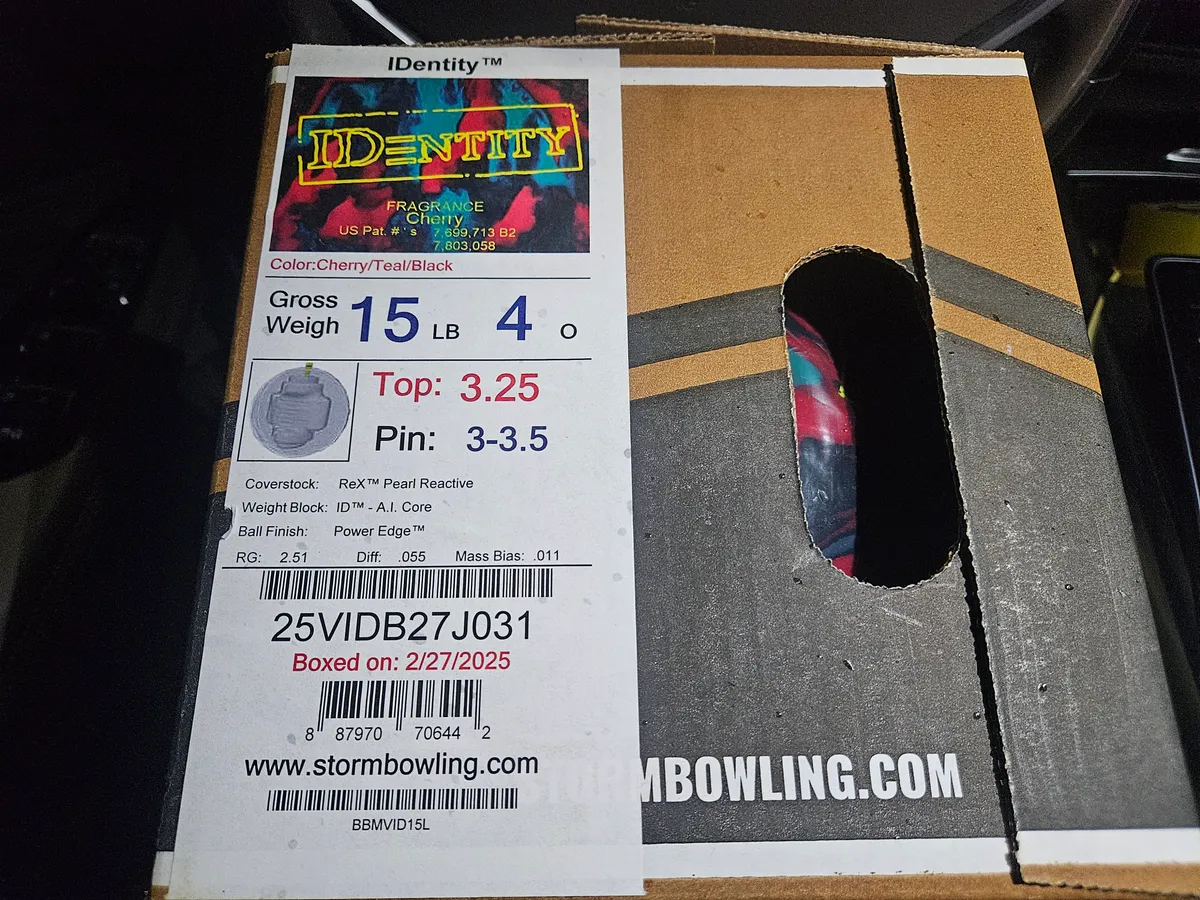 IDentity™
IDENTITY
FRAGRANCE
Cherry
US Pat. #'s 7,699,713 B2
7,803,058
Color:Cherry/Teal/Black
Gross
Weigh 15 LB 4 O
Top: 3.25
Pin: 3-3.5
Coverstock: ReX™ Pearl Reactive
Weight Block: ID™ - A.I. Core
Ball Finish: Power Edge™
RG: 2.51 Diff: .055 Mass Bias: .011
25VIDB27J031
Boxed on: 2/27/2025
8 87970 70644 2
www.stormbowling.com
BBMVID15L
STORMBOWLING.COM